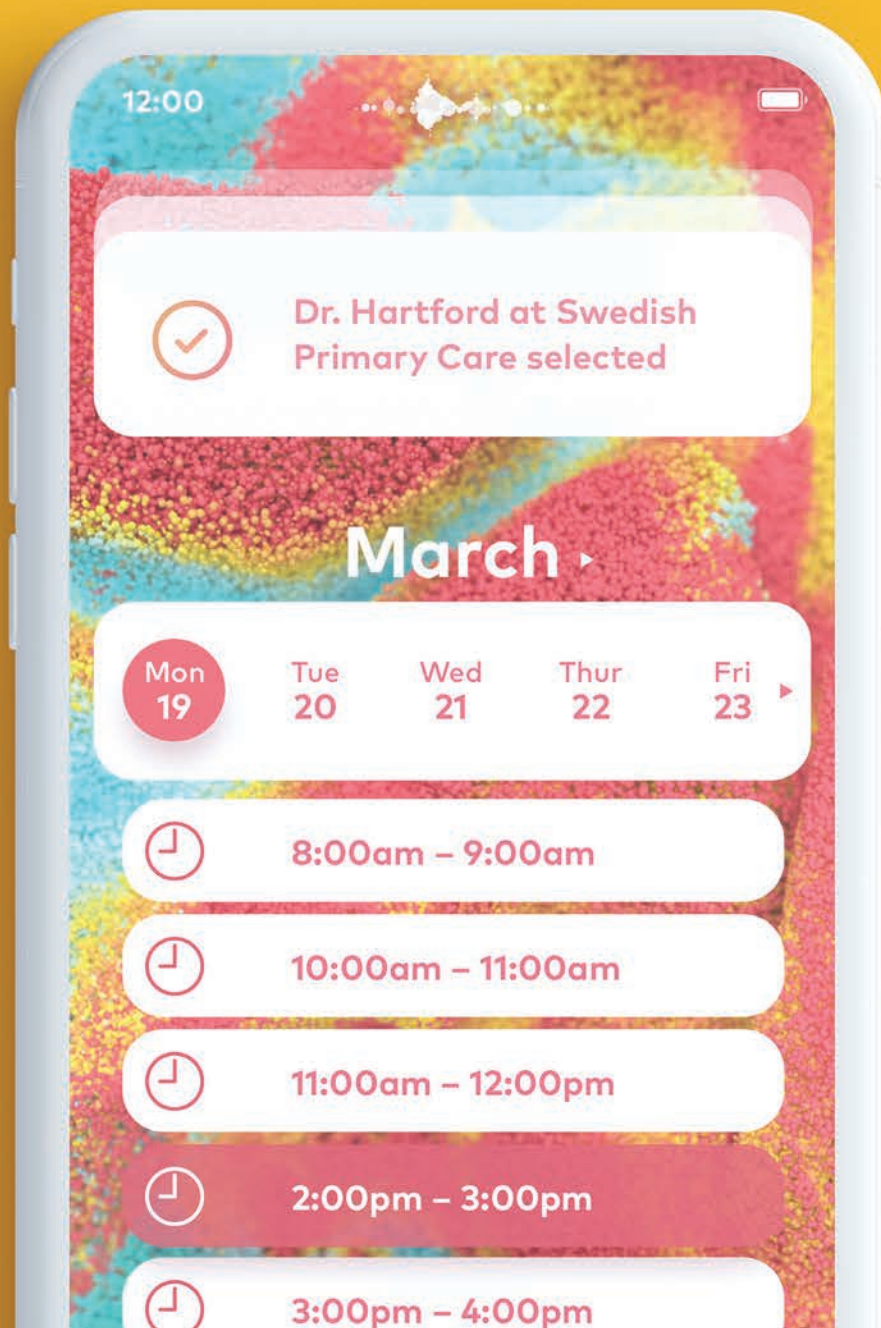 12:00
Dr. Hartford at Swedish
Primary Care selected
March
Mon Tue Wed Thur Fri
19 20 21 22 23
8:00am – 9:00am
10:00am – 11:00am
11:00am – 12:00pm
2:00pm – 3:00pm
3:00pm – 4:00pm